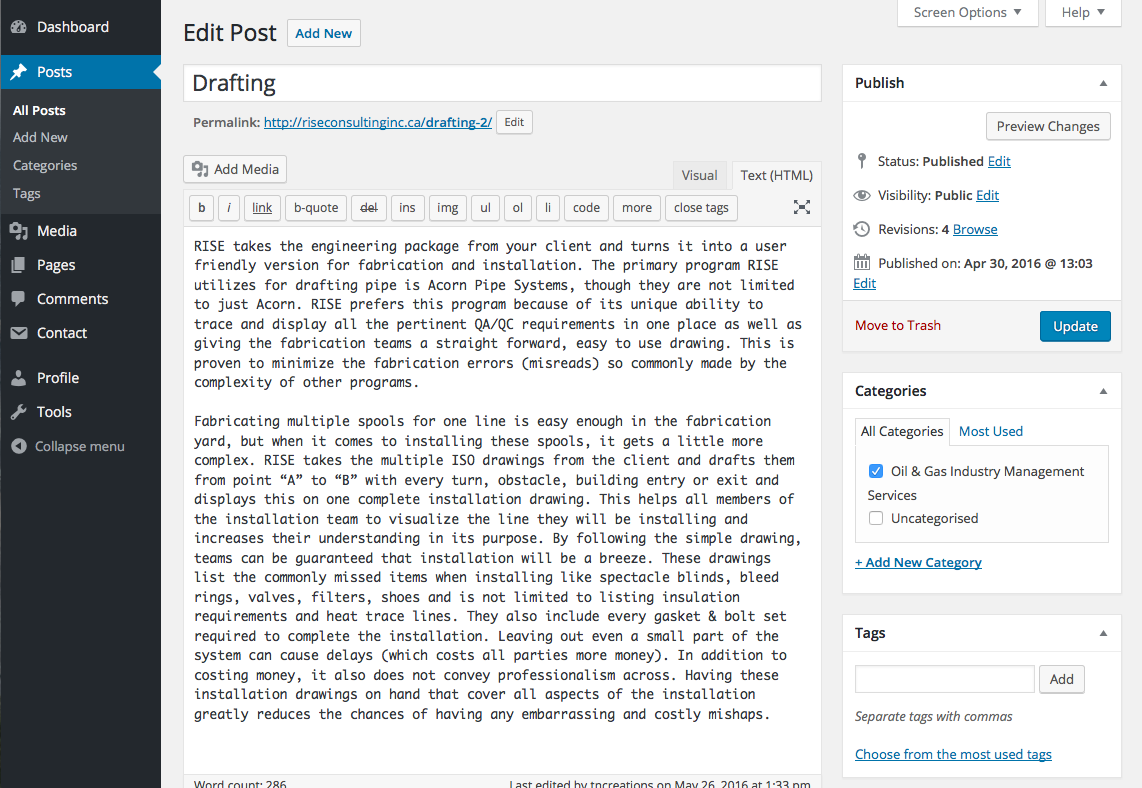 Dashboard
Posts
All Posts
Add New
Categories
Tags
Media
Pages
Comments
Contact
Profile
Tools
Collapse menu
Screen Options
Help
Edit Post
Add New
Drafting
Permalink: http://riseconsultinginc.ca/drafting-2/ Edit
Add Media
Visual
Text (HTML)
b i link b-quote del ins img ul ol li code more close tags
RISE takes the engineering package from your client and turns it into a user
friendly version for fabrication and installation. The primary program RISE
utilizes for drafting pipe is Acorn Pipe Systems, though they are not limited
to just Acorn. RISE prefers this program because of its unique ability to
trace and display all the pertinent QA/QC requirements in one place as well as
giving the fabrication teams a straight forward, easy to use drawing. This is
proven to minimize the fabrication errors (misreads) so commonly made by the
complexity of other programs.
Fabricating multiple spools for one line is easy enough in the fabrication
yard, but when it comes to installing these spools, it gets a little more
complex. RISE takes the multiple ISO drawings from the client and drafts them
from point “A” to “B” with every turn, obstacle, building entry or exit and
displays this on one complete installation drawing. This helps all members of
the installation team to visualize the line they will be installing and
increases their understanding in its purpose. By following the simple drawing,
teams can be guaranteed that installation will be a breeze. These drawings
list the commonly missed items when installing like spectacle blinds, bleed
rings, valves, filters, shoes and is not limited to listing insulation
requirements and heat trace lines. They also include every gasket & bolt set
required to complete the installation. Leaving out even a small part of the
system can cause delays (which costs all parties more money). In addition to
costing money, it also does not convey professionalism across. Having these
installation drawings on hand that cover all aspects of the installation
greatly reduces the chances of having any embarrassing and costly mishaps.
Word count: 286
Last edited by tncreations on May 26, 2016 at 1:33 pm
Publish
Preview Changes
Status: Published Edit
Visibility: Public Edit
Revisions: 4 Browse
Published on: Apr 30, 2016 @ 13:03
Edit
Move to Trash
Update
Categories
All Categories
Most Used
Oil & Gas Industry Management
Services
Uncategorised
+ Add New Category
Tags
Add
Separate tags with commas
Choose from the most used tags